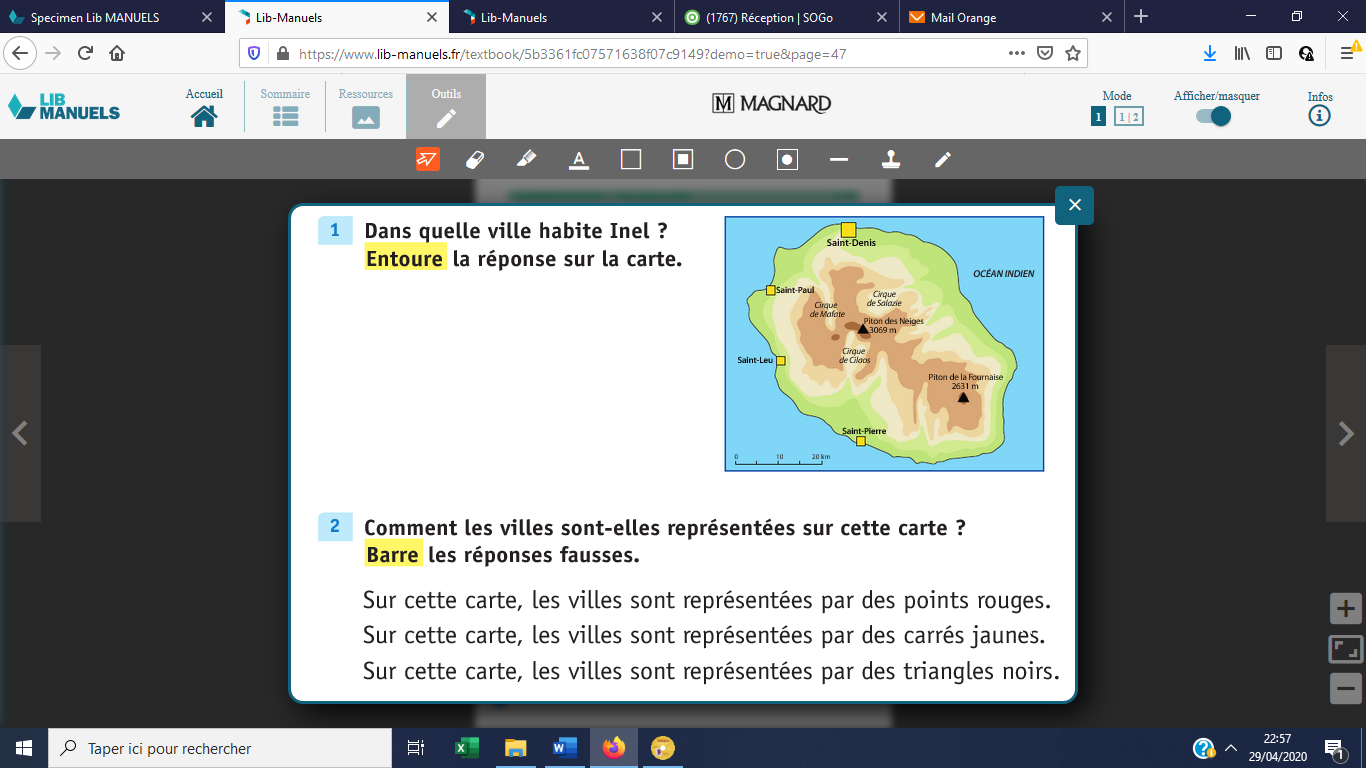 Specimen Lib MANUELS
Lib-Manuels
Lib-Manuels
(1767) Réception | SOGo
Mail Orange
https://www.lib-manuels.fr/textbook/5b3361fc07571638f07c9149?demo=true&page=47
LIB MANUELS
Accueil
Sommaire
Ressources
Outils
M MAGNARD
Mode
1
1 | 2
Afficher/masquer
Infos
A
1 Dans quelle ville habite Inel ?
Entoure la réponse sur la carte.
Saint-Denis
OCÉAN INDIEN
Saint-Paul
Cirque
de Salazie
Cirque
de Mafate
Piton des Neiges
3069 m
Cirque
de Cilaos
Saint-Leu
Piton de la Fournaise
2631 m
Saint-Pierre
0 10 20 km
2 Comment les villes sont-elles représentées sur cette carte ?
Barre les réponses fausses.
Sur cette carte, les villes sont représentées par des points rouges.
Sur cette carte, les villes sont représentées par des carrés jaunes.
Sur cette carte, les villes sont représentées par des triangles noirs.
Taper ici pour rechercher
22:57
29/04/2020
1